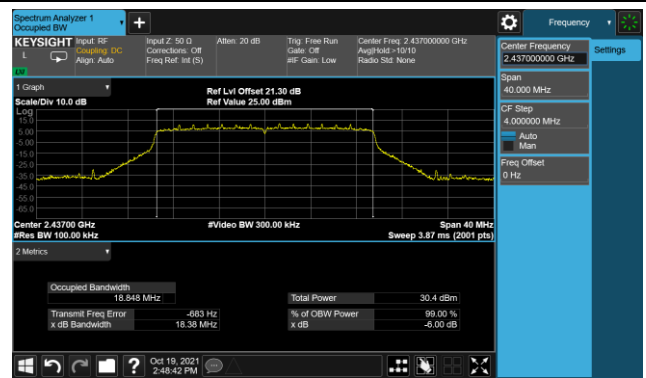 Spectrum Analyzer 1
Occupied BW
Frequency
KEYSIGHT
L
Input: RF
Coupling: DC
Align: Auto
Input Z: 50 Ω
Corrections: Off
Freq Ref: Int (S)
Atten: 20 dB
Trig: Free Run
Gate: Off
#IF Gain: Low
Center Freq: 2.437000000 GHz
Avg|Hold:>10/10
Radio Std: None
Center Frequency
2.437000000 GHz
Settings
Span
40.000 MHz
CF Step
4.000000 MHz
Auto
Man
Freq Offset
0 Hz
1 Graph
Ref Lvl Offset 21.30 dB
Scale/Div 10.0 dB
Ref Value 25.00 dBm
Log
15.0
5.00
-5.00
-15.0
-25.0
-35.0
-45.0
-55.0
-65.0
Center 2.43700 GHz
#Video BW 300.00 kHz
Span 40 MHz
#Res BW 100.00 kHz
Sweep 3.87 ms (2001 pts)
2 Metrics
Occupied Bandwidth
18.848 MHz
Total Power 30.4 dBm
Transmit Freq Error -683 Hz
% of OBW Power 99.00 %
x dB Bandwidth 18.38 MHz
x dB -6.00 dB
?
Oct 19, 2021
2:48:42 PM